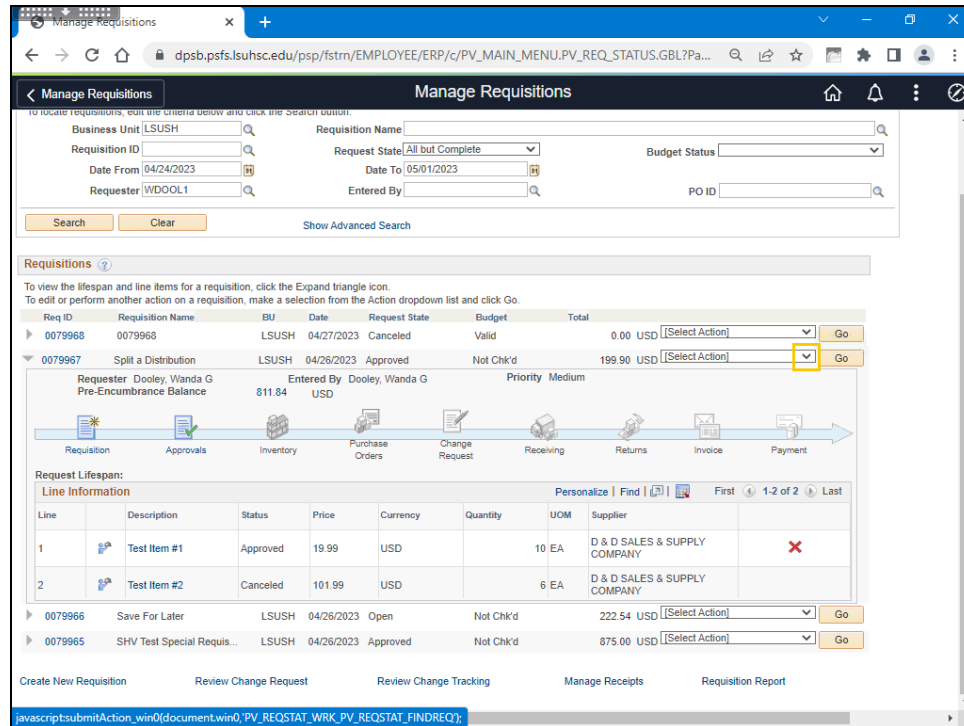 Manage Requisitions
dpsb.psfs.lsuhsc.edu/psp/fstrn/EMPLOYEE/ERP/c/PV_MAIN_MENU.PV_REQ_STATUS.GBL?Pa...
Manage Requisitions Manage Requisitions
To locate requisitions, edit the criteria below and click the Search button.
Business Unit LSUSH Requisition Name
Requisition ID Request State All but Complete Budget Status
Date From 04/24/2023 Date To 05/01/2023
Requester WDOOL1 Entered By PO ID
Search Clear Show Advanced Search
Requisitions ?
To view the lifespan and line items for a requisition, click the Expand triangle icon.
To edit or perform another action on a requisition, make a selection from the Action dropdown list and click Go.
Req ID Requisition Name BU Date Request State Budget Total
0079968 0079968 LSUSH 04/27/2023 Canceled Valid 0.00 USD [Select Action] Go
0079967 Split a Distribution LSUSH 04/26/2023 Approved Not Chk'd 199.90 USD [Select Action] Go
Requester Dooley, Wanda G Entered By Dooley, Wanda G Priority Medium
Pre-Encumbrance Balance 811.84 USD
Requisition Approvals Inventory Purchase Orders Change Request Receiving Returns Invoice Payment
Request Lifespan:
Line Information Personalize | Find | | First 1-2 of 2 Last
Line Description Status Price Currency Quantity UOM Supplier
1 Test Item #1 Approved 19.99 USD 10 EA D & D SALES & SUPPLY COMPANY
2 Test Item #2 Canceled 101.99 USD 6 EA D & D SALES & SUPPLY COMPANY
0079966 Save For Later LSUSH 04/26/2023 Open Not Chk'd 222.54 USD [Select Action] Go
0079965 SHV Test Special Requis... LSUSH 04/26/2023 Approved Not Chk'd 875.00 USD [Select Action] Go
Create New Requisition Review Change Request Review Change Tracking Manage Receipts Requisition Report
javascript:submitAction_win0(document.win0,'PV_REQSTAT_WRK_PV_REQSTAT_FINDREQ');